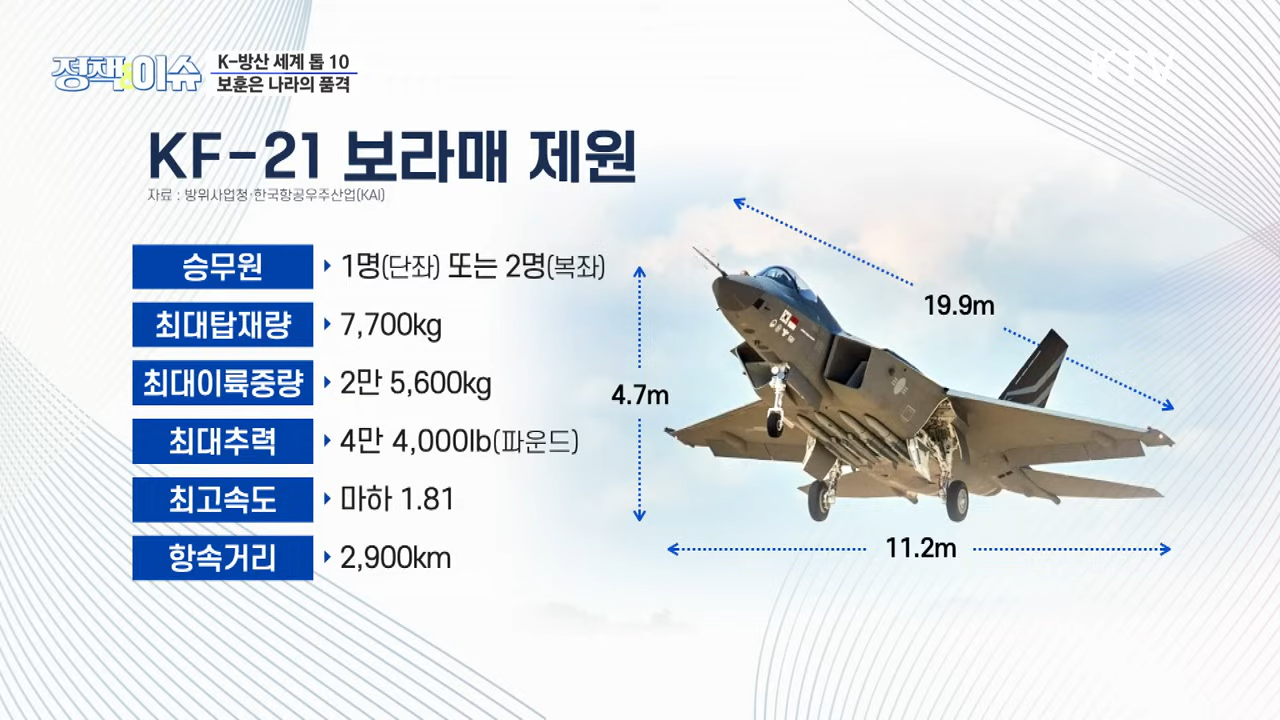 정책&이슈
K-방산 세계 톱 10
보훈은 나라의 품격
KTV
KF-21 보라매 제원
자료 : 방위사업청·한국항공우주산업(KAI)
승무원 1명(단좌) 또는 2명(복좌)
최대탑재량 7,700kg
최대이륙중량 2만 5,600kg
최대추력 4만 4,000lb(파운드)
최고속도 마하 1.81
항속거리 2,900km
19.9m
4.7m
11.2m